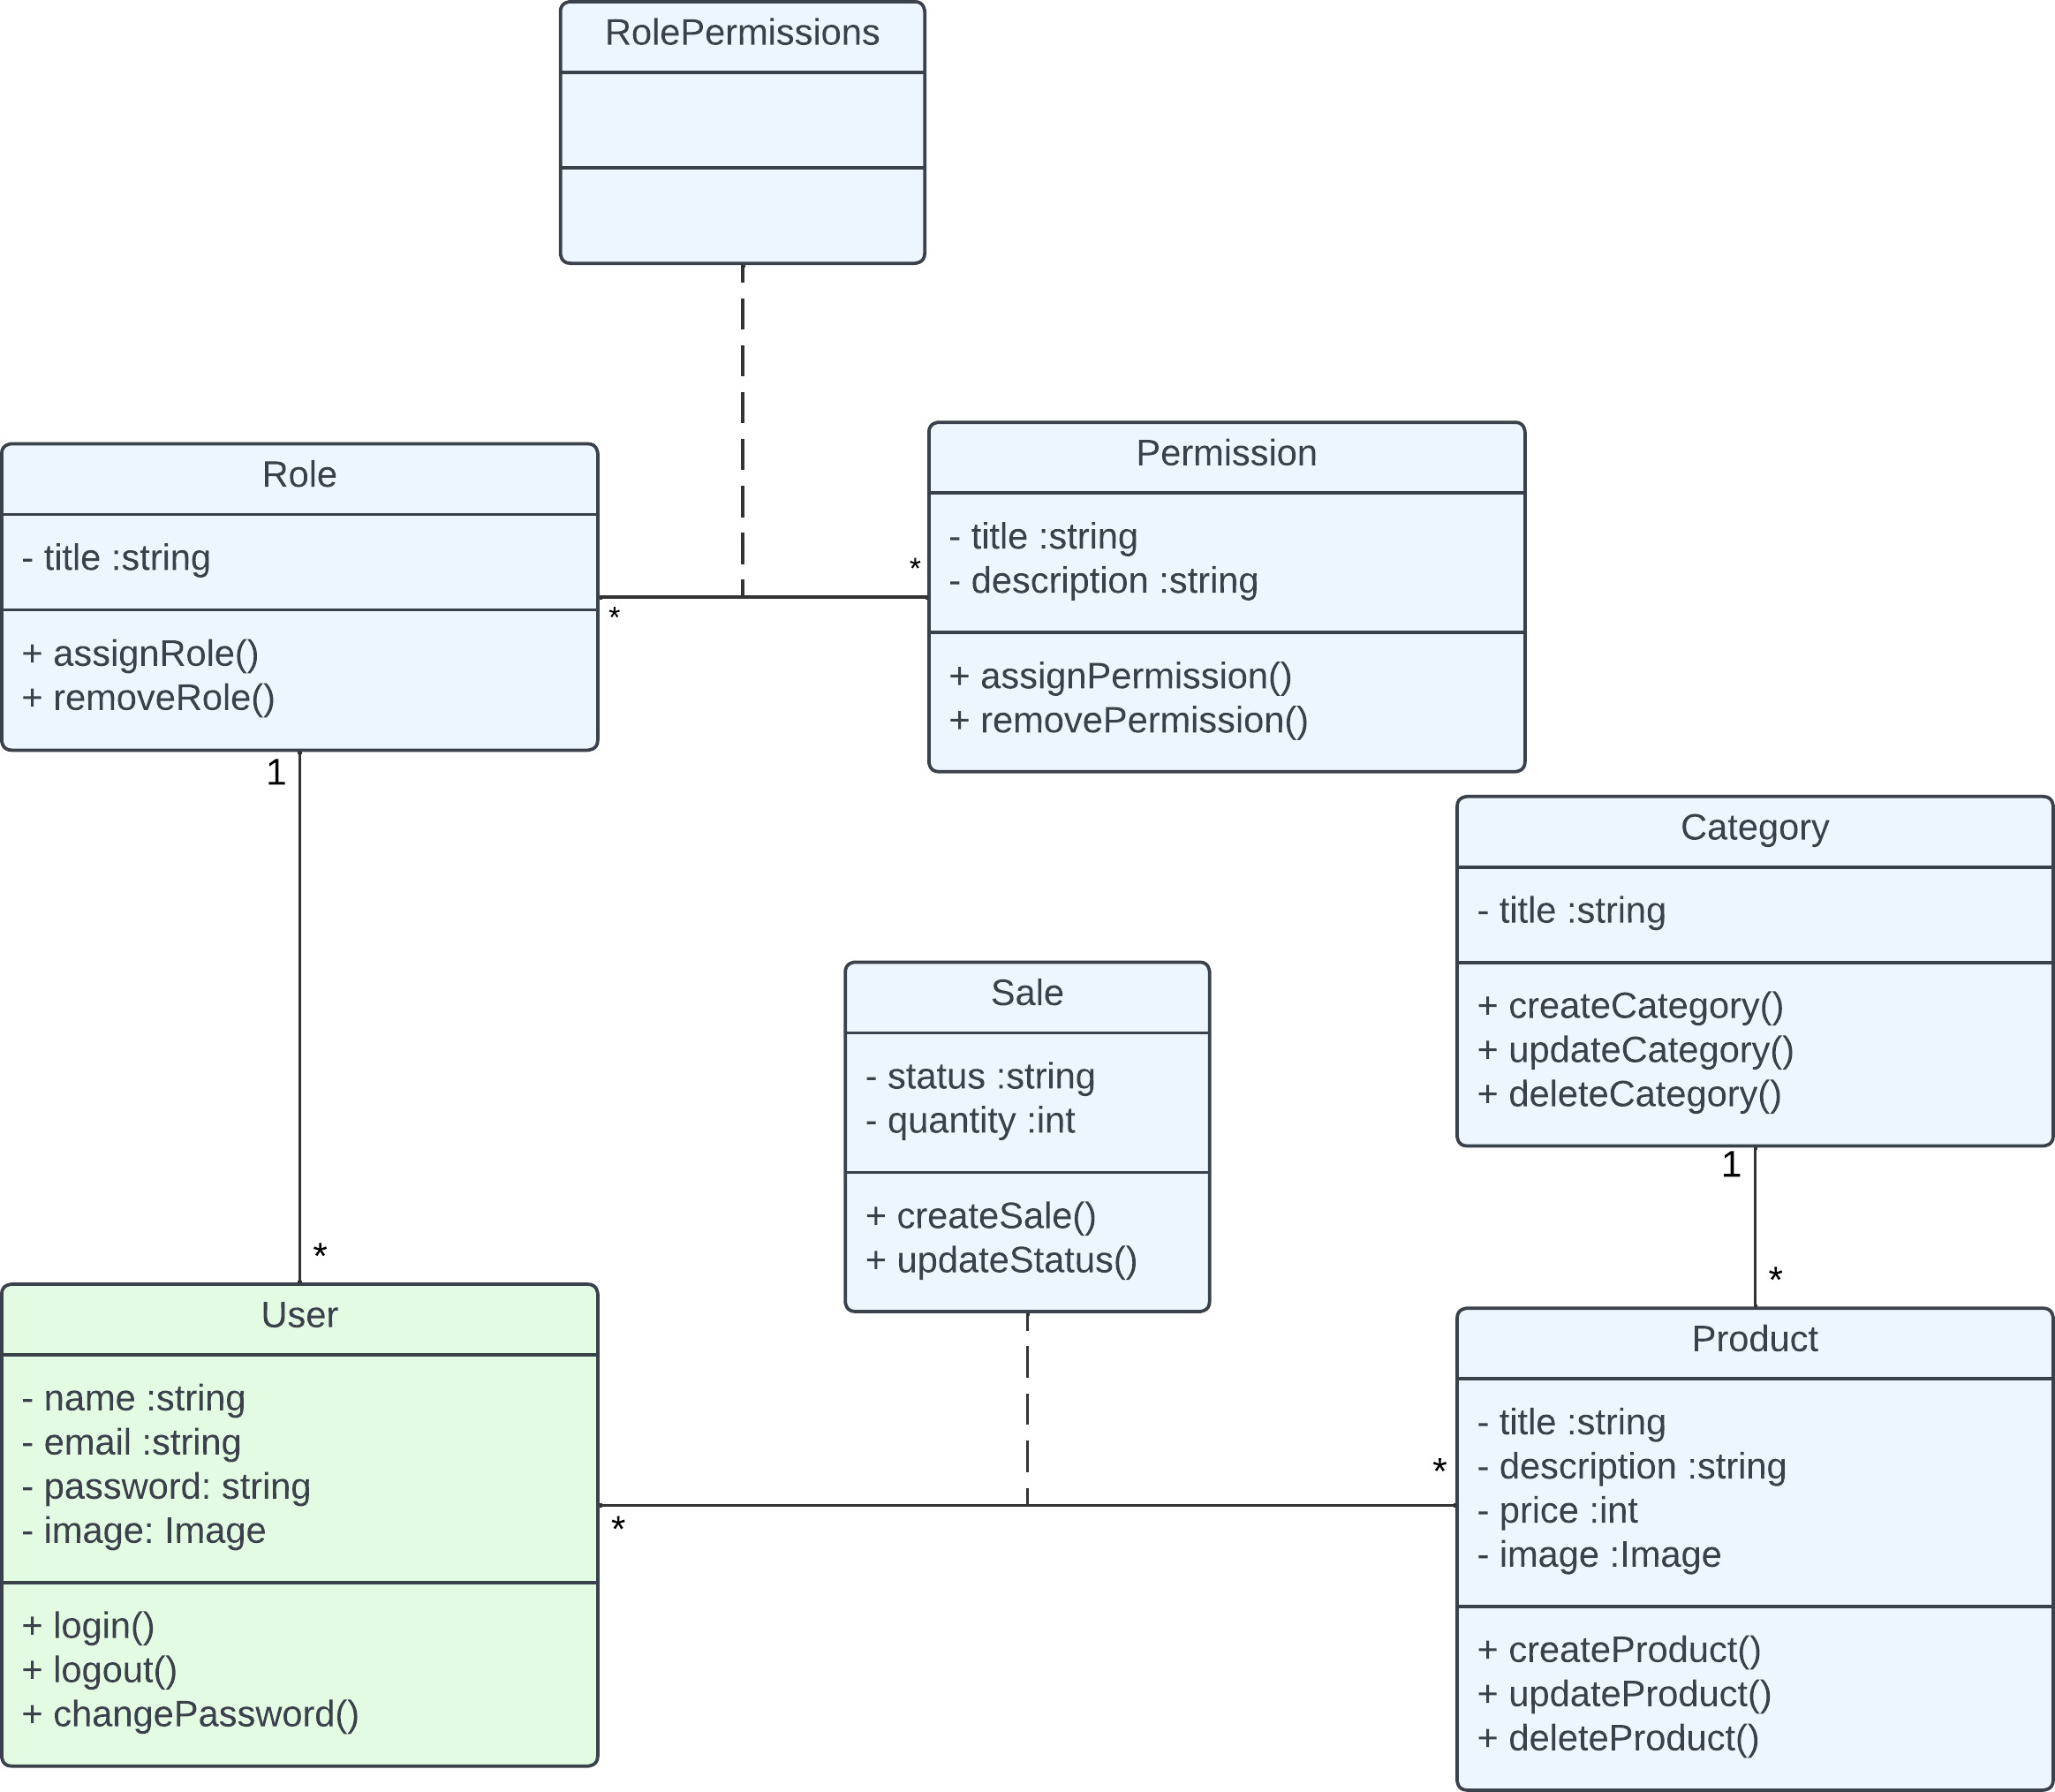 RolePermissions
Role
- title :string
+ assignRole()
+ removeRole()
*
*
Permission
- title :string
- description :string
+ assignPermission()
+ removePermission()
1
*
Category
- title :string
+ createCategory()
+ updateCategory()
+ deleteCategory()
1
*
Sale
- status :string
- quantity :int
+ createSale()
+ updateStatus()
User
- name :string
- email :string
- password: string
- image: Image
+ login()
+ logout()
+ changePassword()
*
*
Product
- title :string
- description :string
- price :int
- image :Image
+ createProduct()
+ updateProduct()
+ deleteProduct()